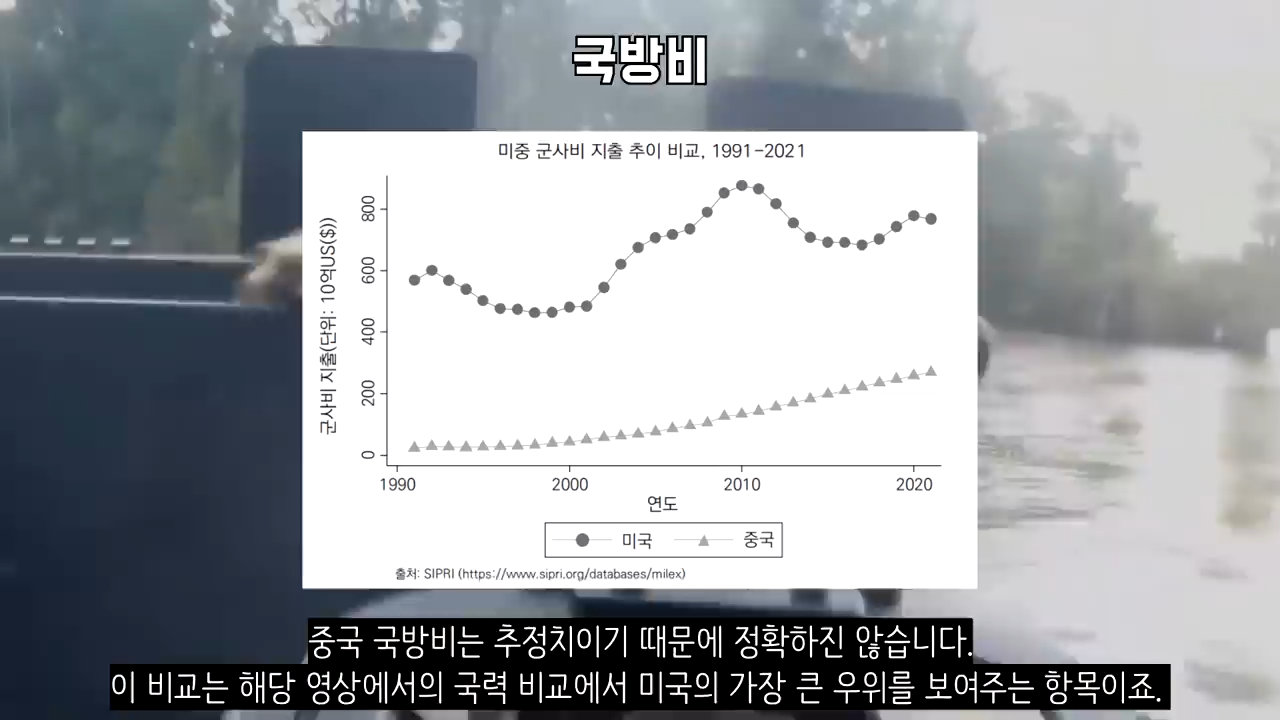 국방비
미중 군사비 지출 추이 비교, 1991-2021
군사비 지출(단위: 10억US($))
800
600
400
200
0
1990 2000 2010 2020
연도
미국 중국
출처: SIPRI (https://www.sipri.org/databases/milex)
중국 국방비는 추정치이기 때문에 정확하진 않습니다.
이 비교는 해당 영상에서의 국력 비교에서 미국의 가장 큰 우위를 보여주는 항목이죠.